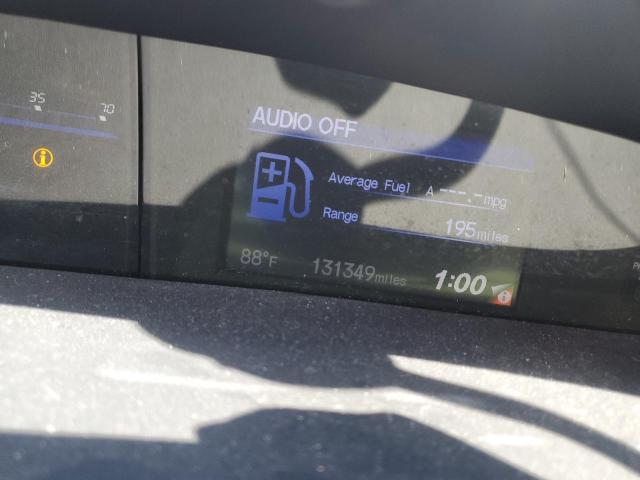 35 70
AUDIO OFF
Average Fuel A ---.- mpg
Range 195 miles
88°F 131349 miles 1:00